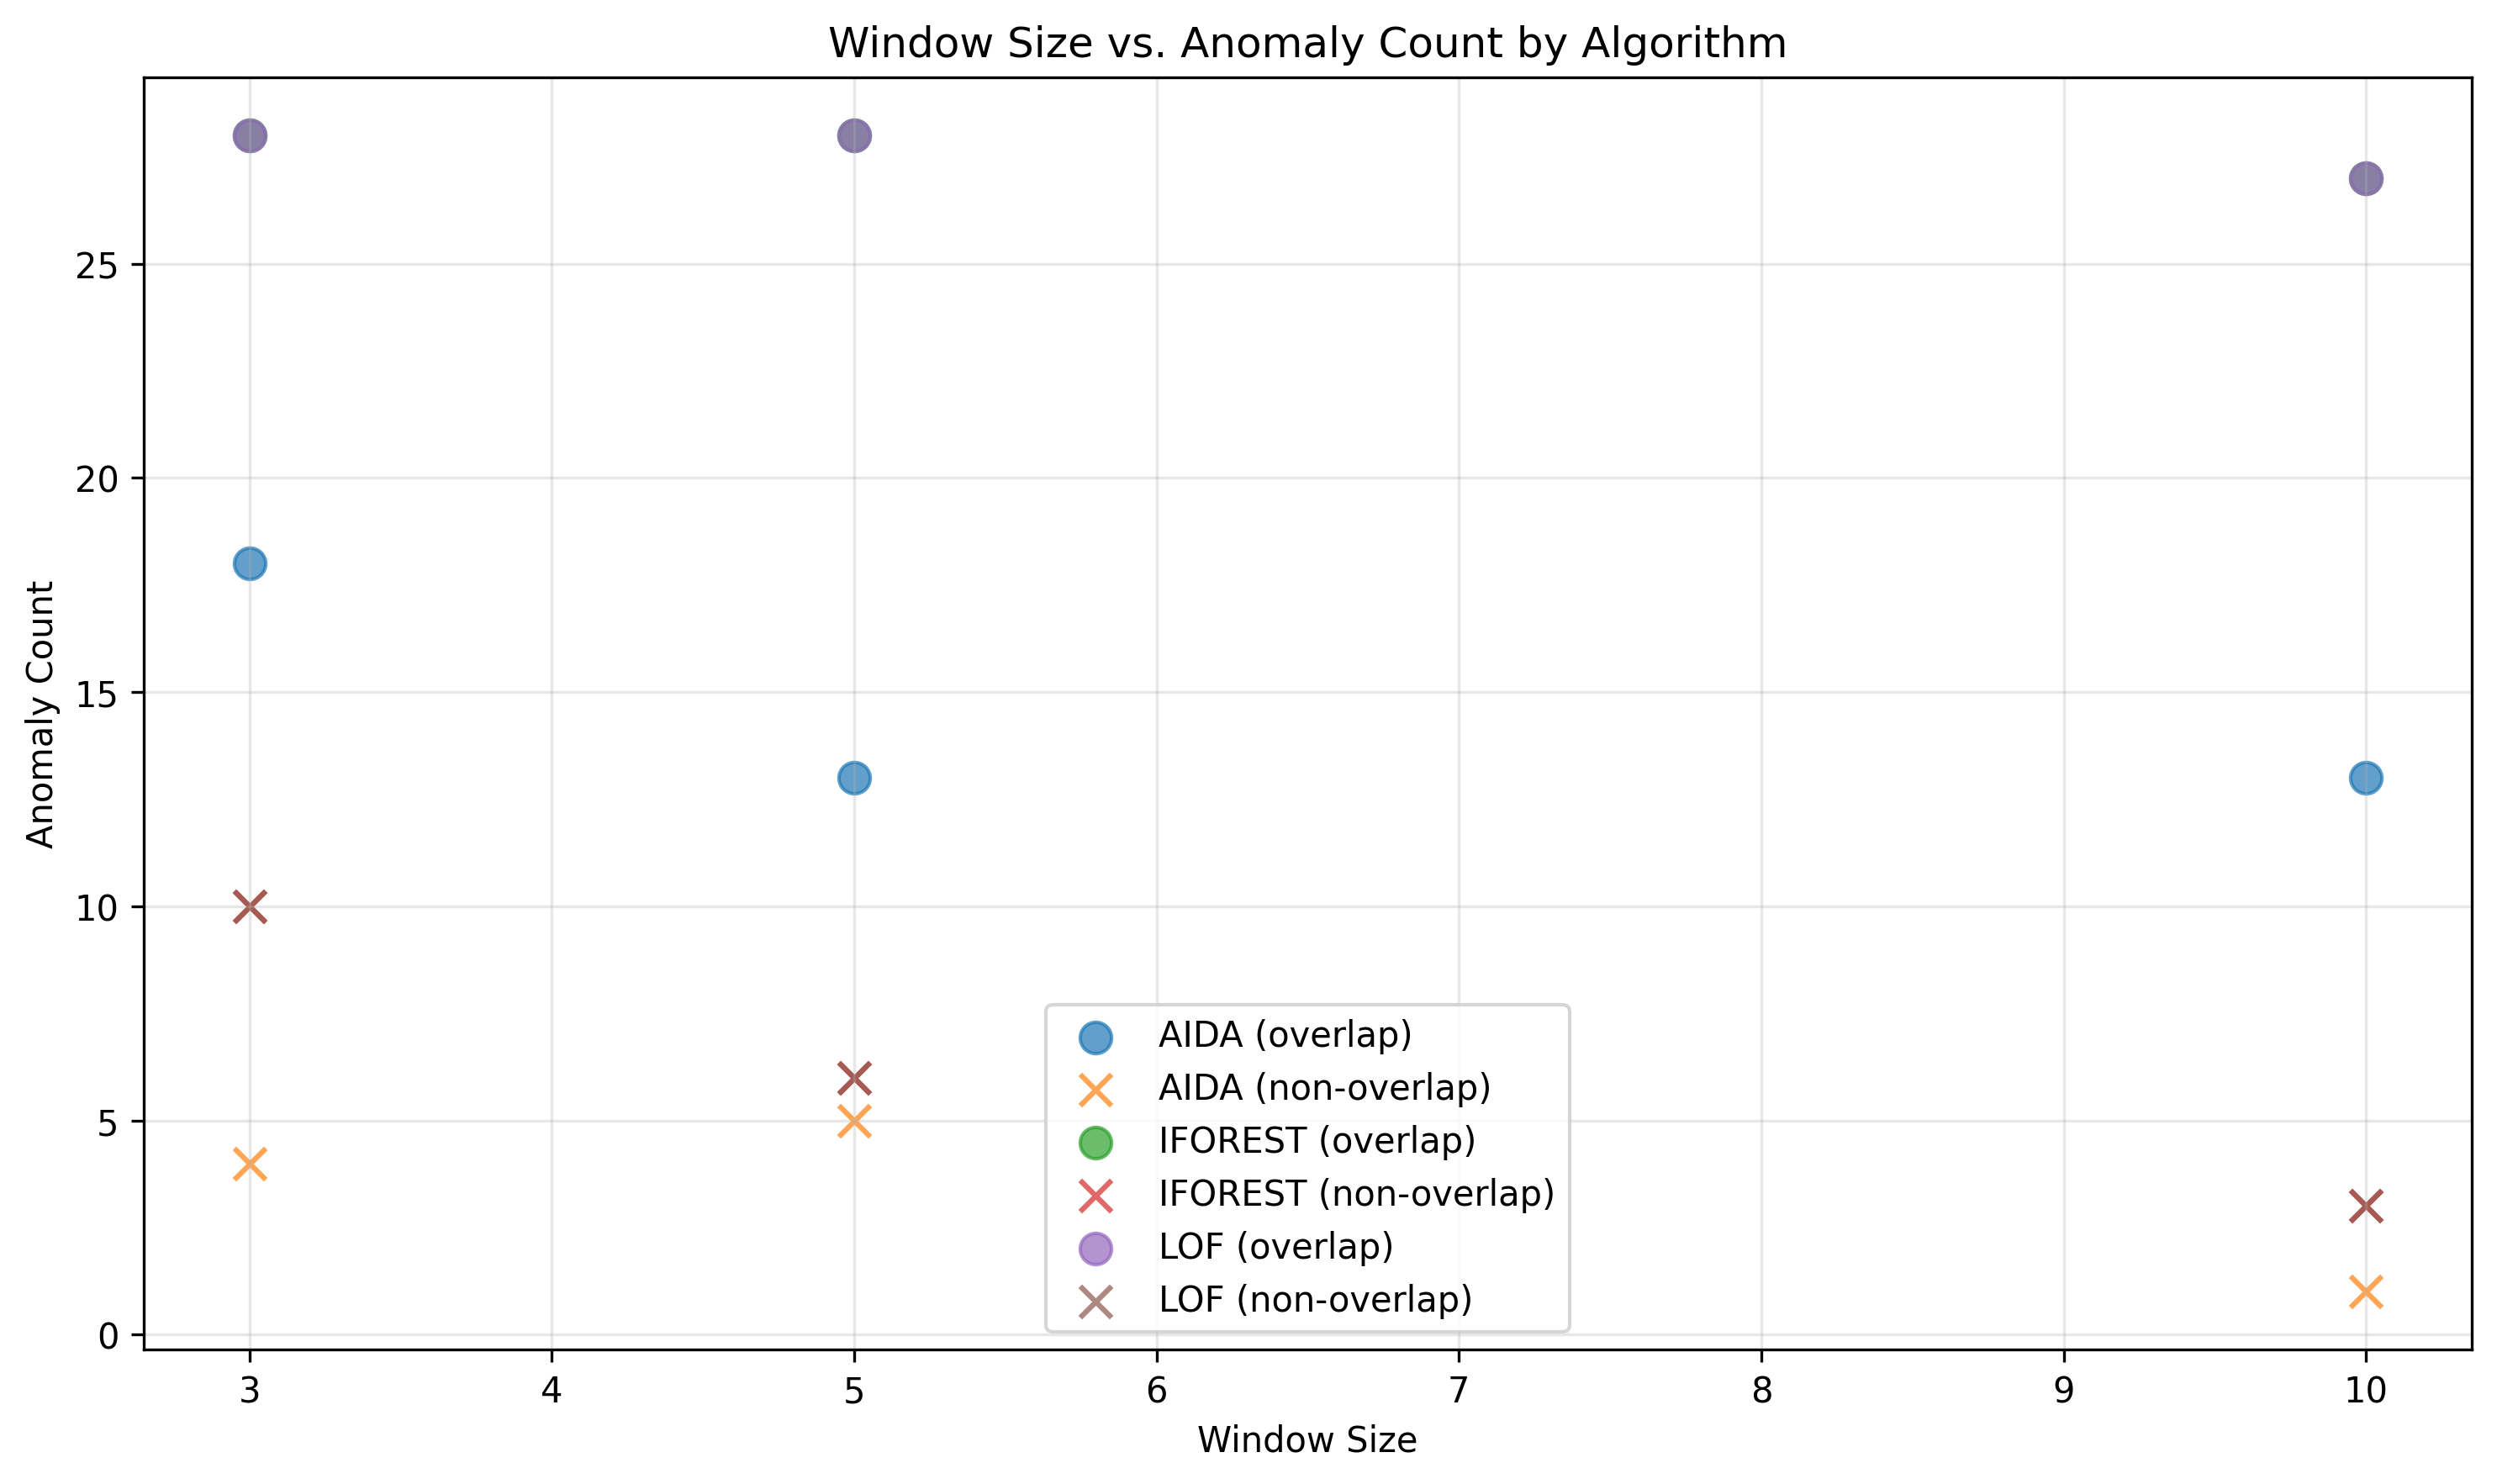 Window Size vs. Anomaly Count by Algorithm
Anomaly Count
25
20
15
10
5
0
AIDA (overlap)
AIDA (non-overlap)
IFOREST (overlap)
IFOREST (non-overlap)
LOF (overlap)
LOF (non-overlap)
3 4 5 6 7 8 9 10
Window Size